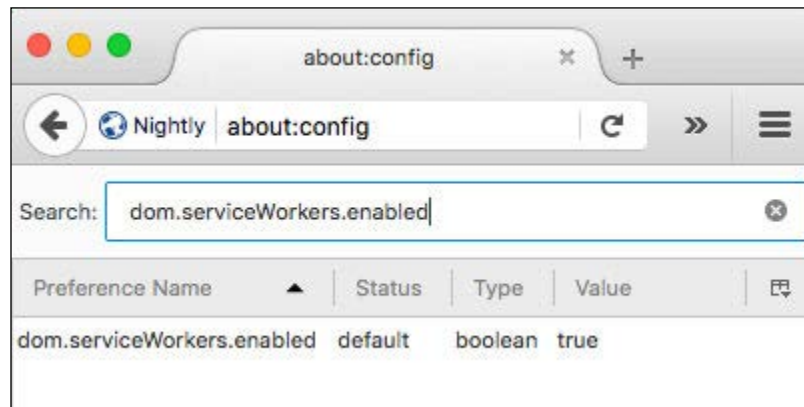 about:config
Nightly about:config
Search: dom.serviceWorkers.enabled
Preference Name Status Type Value
dom.serviceWorkers.enabled default boolean true